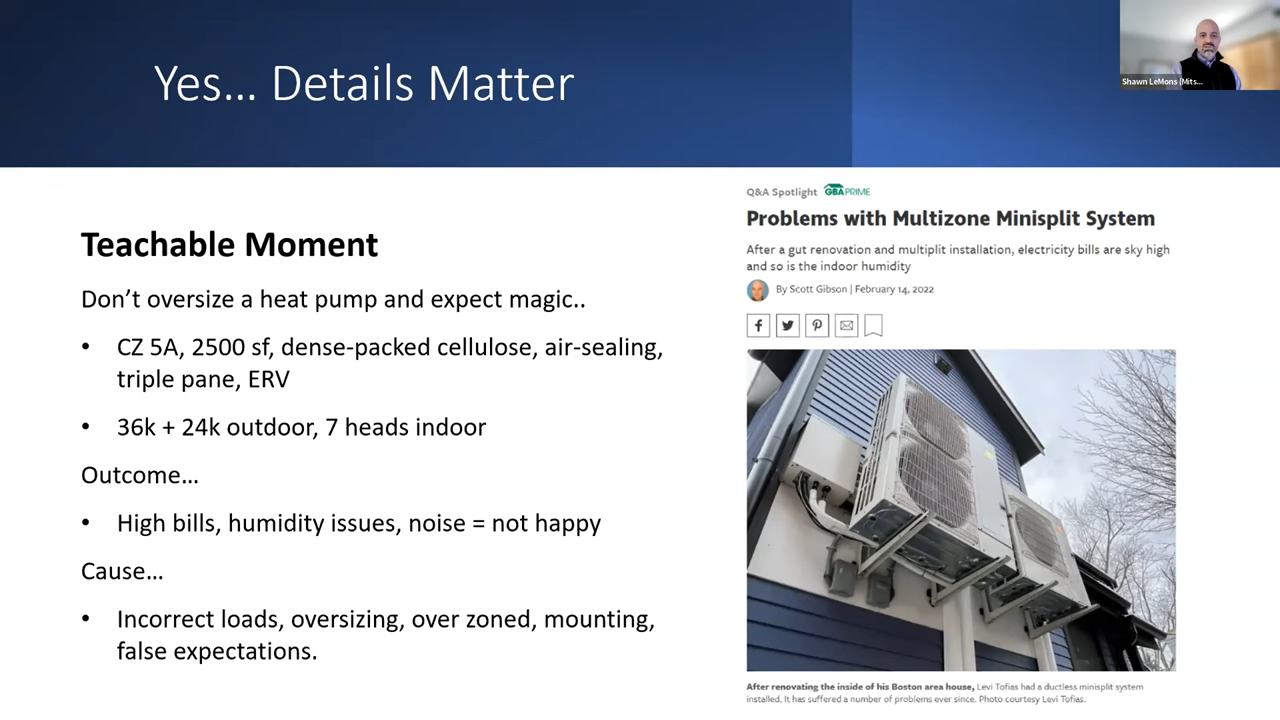 Yes... Details Matter
Shawn LeMons (Mits...
Teachable Moment
Don't oversize a heat pump and expect magic..
• CZ 5A, 2500 sf, dense-packed cellulose, air-sealing,
triple pane, ERV
• 36k + 24k outdoor, 7 heads indoor
Outcome...
• High bills, humidity issues, noise = not happy
Cause...
• Incorrect loads, oversizing, over zoned, mounting,
false expectations.
Q&A Spotlight GBA PRIME
Problems with Multizone Minisplit System
After a gut renovation and multiplit installation, electricity bills are sky high
and so is the indoor humidity
By Scott Gibson | February 14, 2022
After renovating the inside of his Boston area house, Levi Tofias had a ductless minisplit system
installed. It has suffered a number of problems ever since. Photo courtesy Levi Tofias.